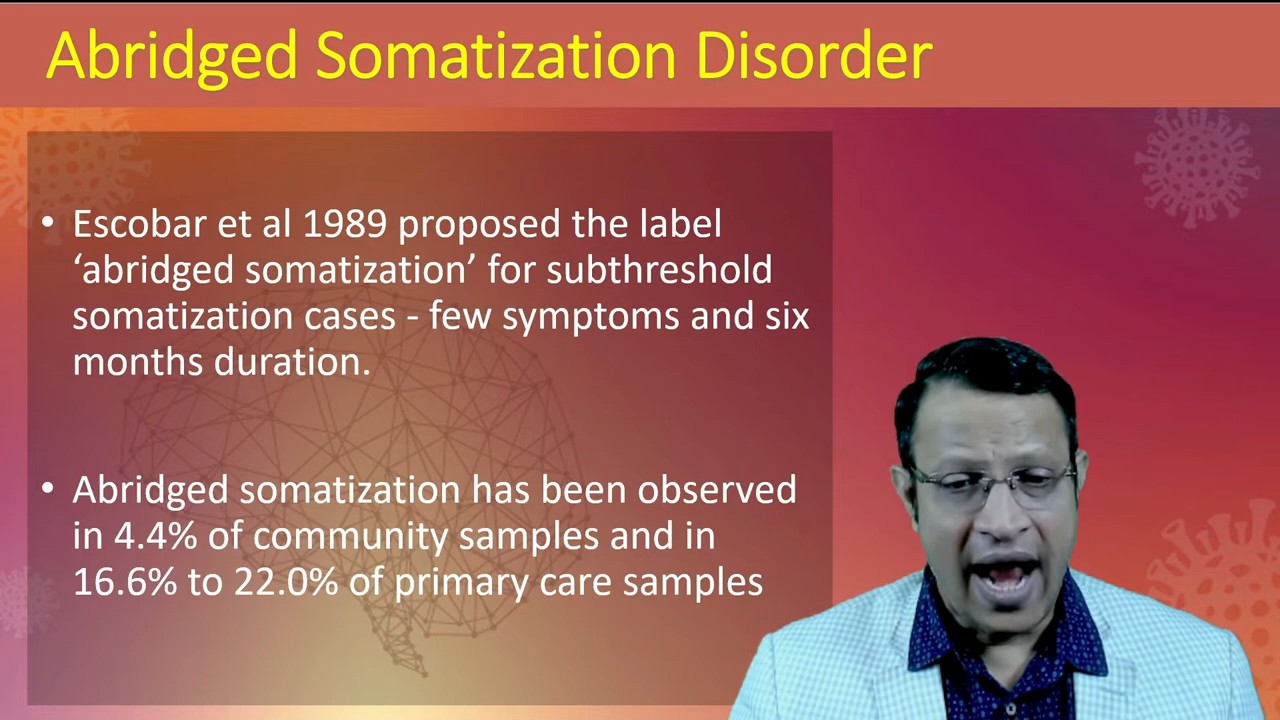 Abridged Somatization Disorder
• Escobar et al 1989 proposed the label
‘abridged somatization’ for subthreshold
somatization cases - few symptoms and six
months duration.
• Abridged somatization has been observed
in 4.4% of community samples and in
16.6% to 22.0% of primary care samples